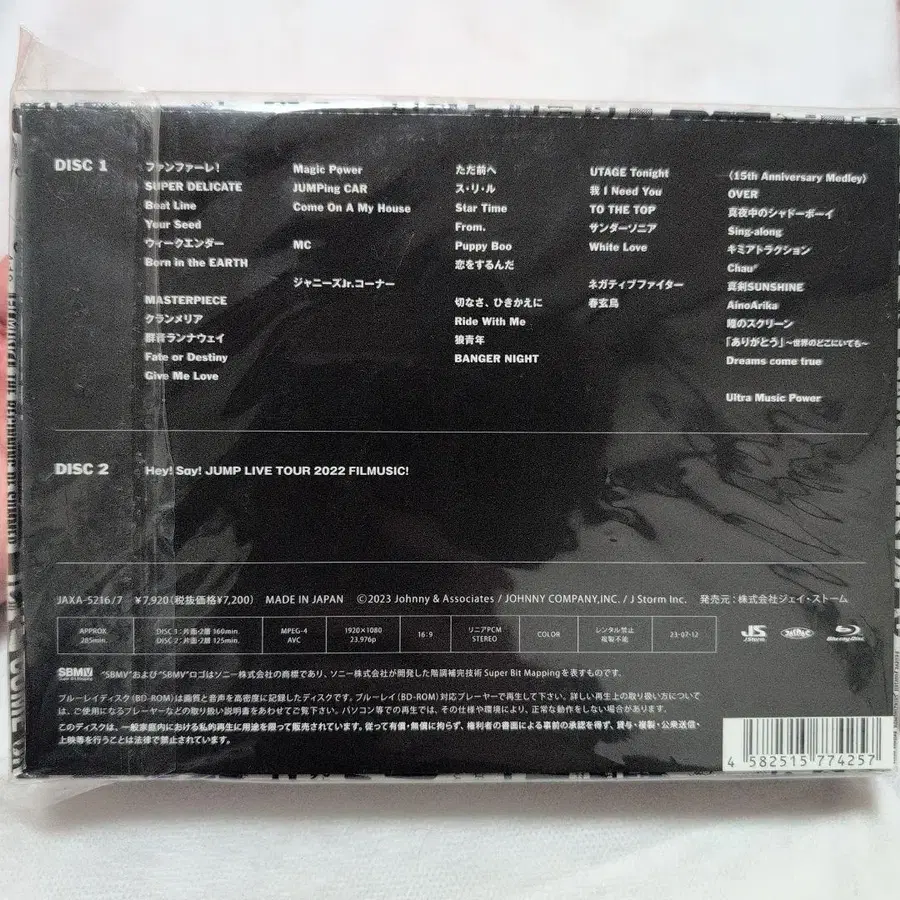 DISC 1
ファンファーレ!
SUPER DELICATE
Beat Line
Your Seed
ウィークエンダー
Born in the EARTH
MASTERPIECE
クランメリア
群青ランナウェイ
Fate or Destiny
Give Me Love
Magic Power
JUMPing CAR
Come On A My House
MC
ジャニーズJr.コーナー
ただ前へ
ス・リ・ル
Star Time
From.
Puppy Boo
恋をするんだ
切なさ、ひきかえに
Ride With Me
狼青年
BANGER NIGHT
UTAGE Tonight
我 I Need You
TO THE TOP
サンダーソニア
White Love
ネガティブファイター
春玄鳥
(15th Anniversary Medley)
OVER
真夜中のシャドーボーイ
Sing-along
キミアトラクション
Chau#
真剣SUNSHINE
AinoArika
瞳のスクリーン
「ありがとう」~世界のどこにいても~
Dreams come true
Ultra Music Power
DISC 2
Hey! Say! JUMP LIVE TOUR 2022 FILMUSIC!
JAXA-5216/7 ¥7,920(税抜価格¥7,200) MADE IN JAPAN ©2023 Johnny & Associates / JOHNNY COMPANY,INC. / J Storm Inc. 発売元:株式会社ジェイ・ストーム
APPROX 285min.
DISC 1:片面・2層 160min.
DISC 2:片面・2層 125min.
MPEG-4 AVC
1920×1080 23.976p
16:9
リニアPCM STEREO
COLOR
レンタル禁止 複製不能
23-07-12
JS
Blu-ray Disc
SBMV "SBMV"および"SBMV"ロゴはソニー株式会社の商標であり、ソニー株式会社が開発した階調補完技術 Super Bit Mappingを表すものです。
ブルーレイディスク(BD-ROM)は画質と音声を高密度に記録したディスクです。ブルーレイ(BD-ROM)対応プレーヤーで再生して下さい。詳しい再生上の取り扱い方について
は、ご使用になるプレーヤーなどの取り扱い説明書をあわせてご覧下さい。パソコン等での再生では、その仕様や環境により、正常な動作をしない場合があります。
このディスクは、一般家庭内における私的再生に用途を限って販売されています。従って有償・無償に拘らず、権利者の書面による事前の承認を得ず、貸与・複製・公衆送信、
上映等を行うことは法律で禁止されています。
4 582515 774257